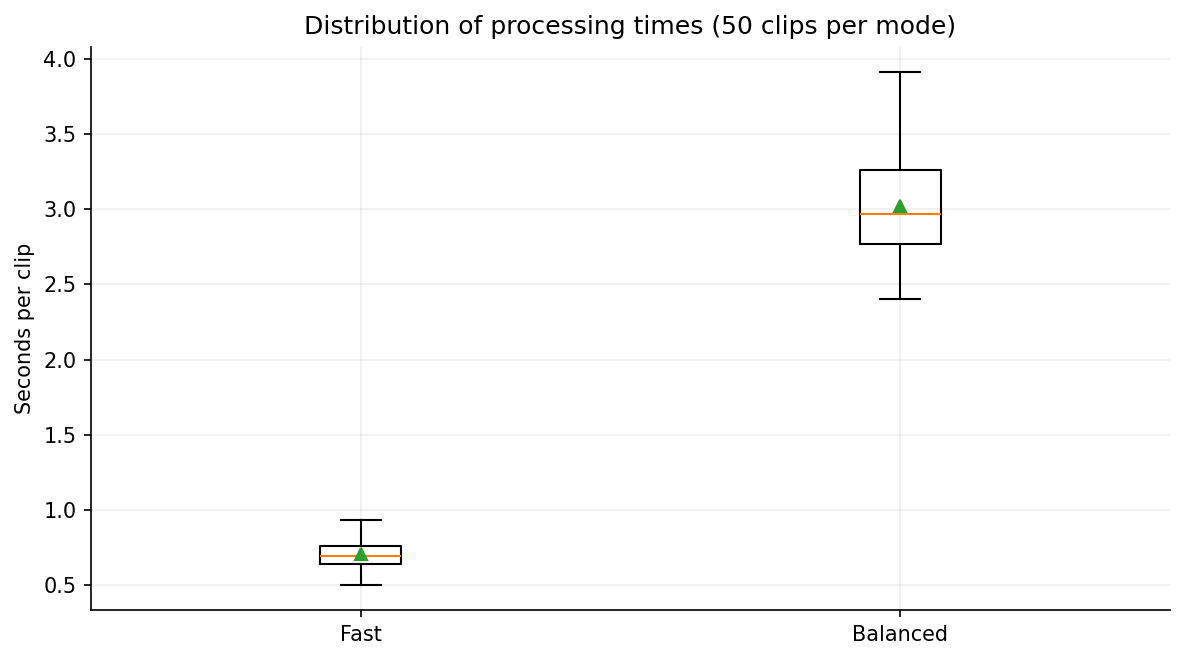 Distribution of processing times (50 clips per mode)
Seconds per clip
4.0
3.5
3.0
2.5
2.0
1.5
1.0
0.5
Fast
Balanced